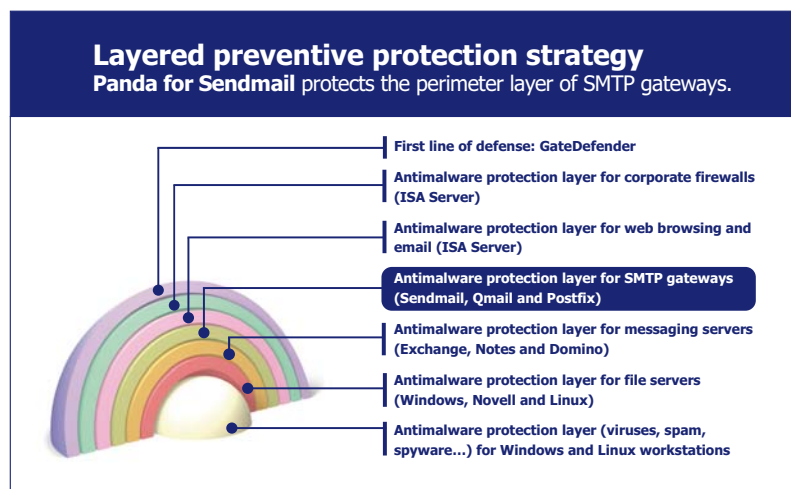 Layered preventive protection strategy
Panda for Sendmail protects the perimeter layer of SMTP gateways.
First line of defense: GateDefender
Antimalware protection layer for corporate firewalls
(ISA Server)
Antimalware protection layer for web browsing and
email (ISA Server)
Antimalware protection layer for SMTP gateways
(Sendmail, Qmail and Postfix)
Antimalware protection layer for messaging servers
(Exchange, Notes and Domino)
Antimalware protection layer for file servers
(Windows, Novell and Linux)
Antimalware protection layer (viruses, spam,
spyware...) for Windows and Linux workstations